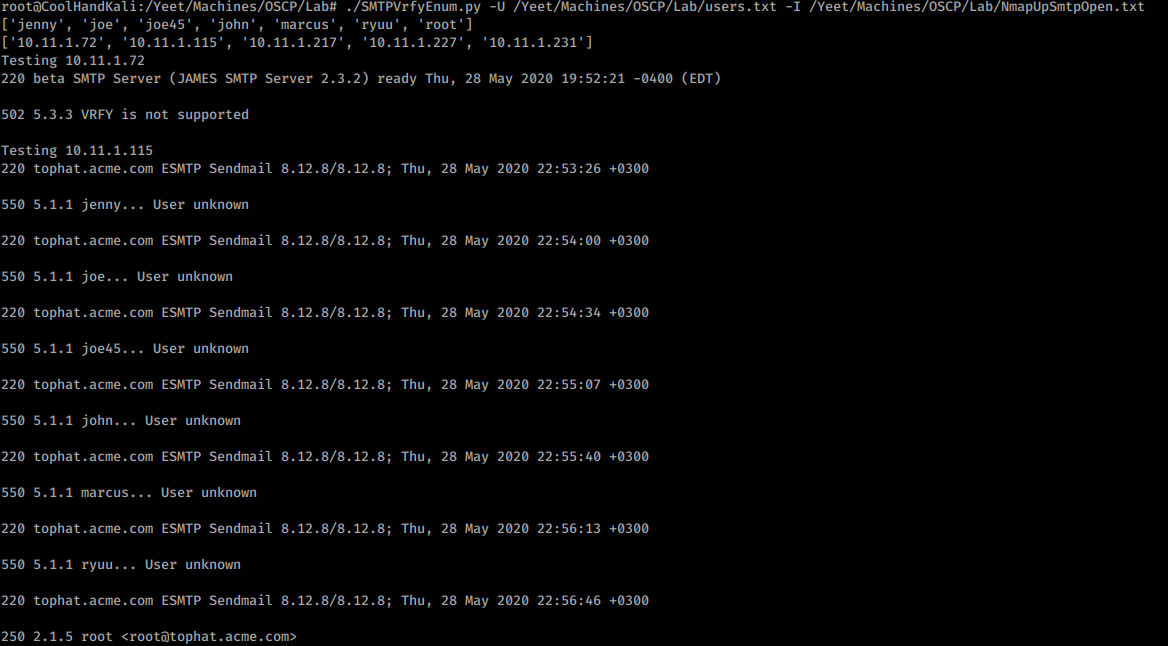 root@CoolHandKali:/Yeet/Machines/OSCP/Lab# ./SMTPVrfyEnum.py -U /Yeet/Machines/OSCP/Lab/users.txt -I /Yeet/Machines/OSCP/Lab/NmapUpSmtpOpen.txt
['jenny', 'joe', 'joe45', 'john', 'marcus', 'ryuu', 'root']
['10.11.1.72', '10.11.1.115', '10.11.1.217', '10.11.1.227', '10.11.1.231']
Testing 10.11.1.72
220 beta SMTP Server (JAMES SMTP Server 2.3.2) ready Thu, 28 May 2020 19:52:21 -0400 (EDT)
502 5.3.3 VRFY is not supported
Testing 10.11.1.115
220 tophat.acme.com ESMTP Sendmail 8.12.8/8.12.8; Thu, 28 May 2020 22:53:26 +0300
550 5.1.1 jenny... User unknown
220 tophat.acme.com ESMTP Sendmail 8.12.8/8.12.8; Thu, 28 May 2020 22:54:00 +0300
550 5.1.1 joe... User unknown
220 tophat.acme.com ESMTP Sendmail 8.12.8/8.12.8; Thu, 28 May 2020 22:54:34 +0300
550 5.1.1 joe45... User unknown
220 tophat.acme.com ESMTP Sendmail 8.12.8/8.12.8; Thu, 28 May 2020 22:55:07 +0300
550 5.1.1 john... User unknown
220 tophat.acme.com ESMTP Sendmail 8.12.8/8.12.8; Thu, 28 May 2020 22:55:40 +0300
550 5.1.1 marcus... User unknown
220 tophat.acme.com ESMTP Sendmail 8.12.8/8.12.8; Thu, 28 May 2020 22:56:13 +0300
550 5.1.1 ryuu... User unknown
220 tophat.acme.com ESMTP Sendmail 8.12.8/8.12.8; Thu, 28 May 2020 22:56:46 +0300
250 2.1.5 root <root@tophat.acme.com>